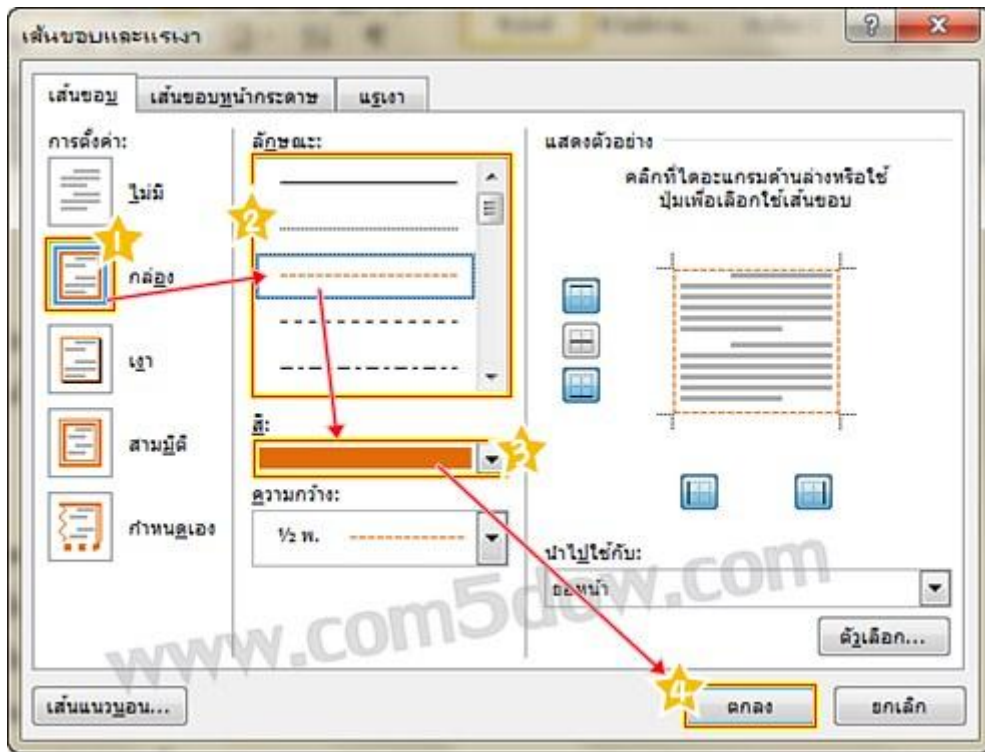 เส้นขอบและแรเงา
เส้นขอบ เส้นขอบหน้ากระดาษ แรเงา
การตั้งค่า:
ไม่มี
1
กล่อง
เงา
สามมิติ
กำหนดเอง
ลักษณะ:
2
สี:
3
ความกว้าง:
½ พ.
แสดงตัวอย่าง
คลิกที่ไดอะแกรมด้านล่างหรือใช้
ปุ่มเพื่อเลือกใช้เส้นขอบ
นำไปใช้กับ:
ย่อหน้า
www.com5dow.com
ตัวเลือก...
เส้นแนวนอน...
4
ตกลง
ยกเลิก